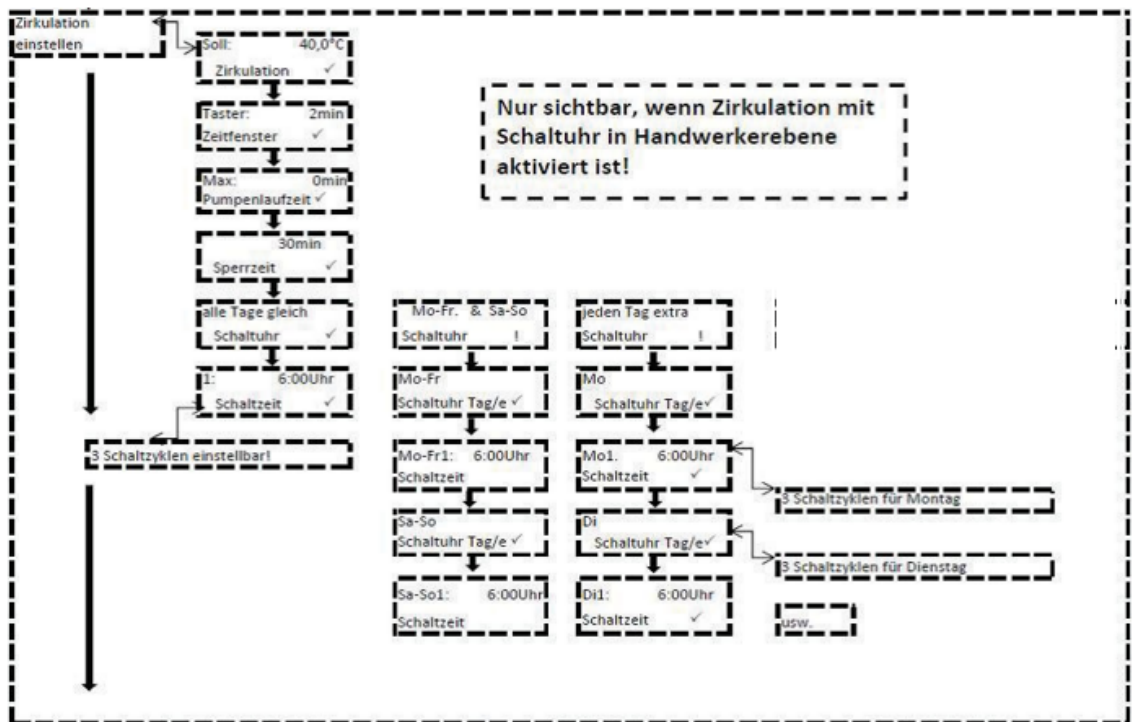 Zirkulation
einstellen
Soll: 40,0°C
Zirkulation ✓
Taster: 2min
Zeitfenster ✓
Max: 0min
Pumpenlaufzeit ✓
30min
Sperrzeit ✓
alle Tage gleich
Schaltuhr ✓
1: 6:00Uhr
Schaltzeit ✓
3 Schaltzyklen einstellbar!
Nur sichtbar, wenn Zirkulation mit
Schaltuhr in Handwerkerebene
aktiviert ist!
Mo-Fr. & Sa-So
Schaltuhr !
Mo-Fr
Schaltuhr Tag/e ✓
Mo-Fr1: 6:00Uhr
Schaltzeit
Sa-So
Schaltuhr Tag/e ✓
Sa-So1: 6:00Uhr
Schaltzeit
jeden Tag extra
Schaltuhr !
Mo
Schaltuhr Tag/e ✓
Mo1. 6:00Uhr
Schaltzeit ✓
Di
Schaltuhr Tag/e ✓
Di1: 6:00Uhr
Schaltzeit ✓
3 Schaltzyklen für Montag
3 Schaltzyklen für Dienstag
usw.